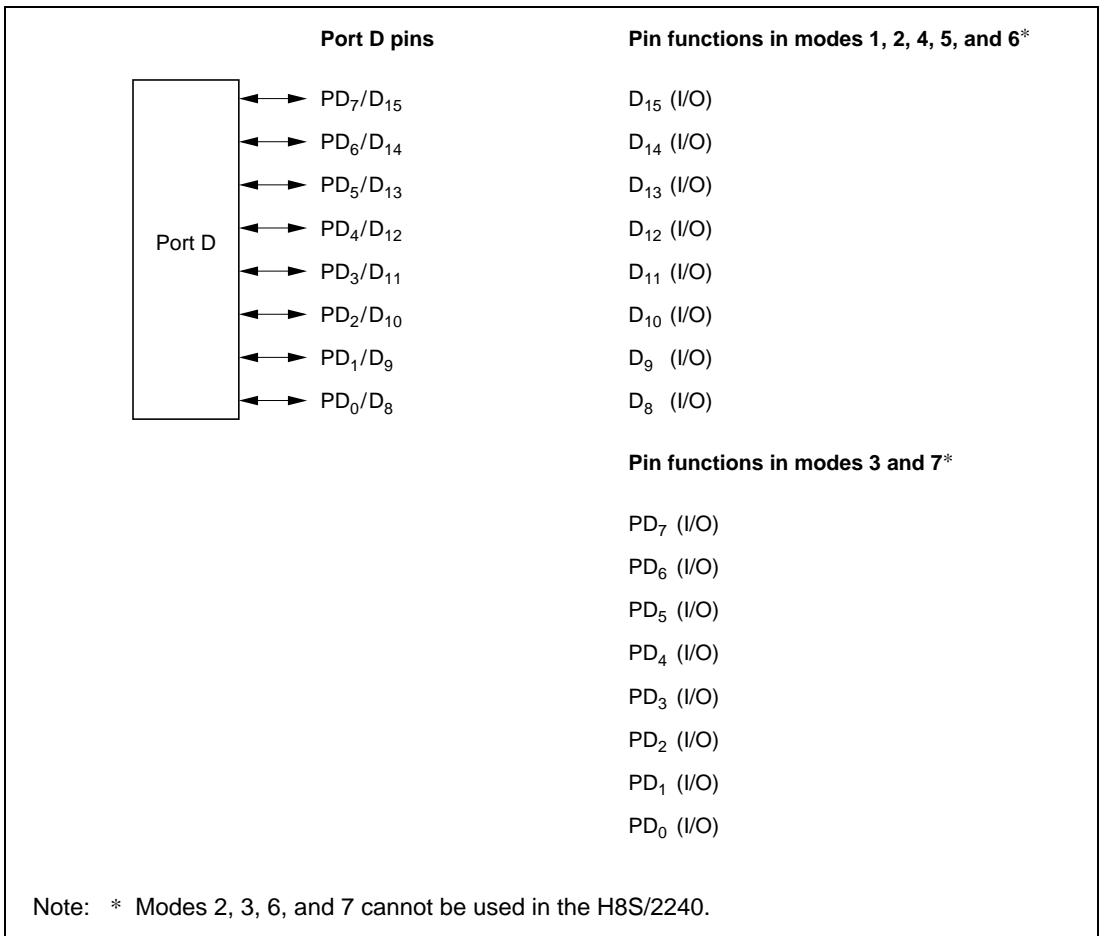 Port D pins Pin functions in modes 1, 2, 4, 5, and 6*
PD7/D15 D15 (I/O)
PD6/D14 D14 (I/O)
PD5/D13 D13 (I/O)
PD4/D12 D12 (I/O)
Port D
PD3/D11 D11 (I/O)
PD2/D10 D10 (I/O)
PD1/D9 D9 (I/O)
PD0/D8 D8 (I/O)
Pin functions in modes 3 and 7*
PD7 (I/O)
PD6 (I/O)
PD5 (I/O)
PD4 (I/O)
PD3 (I/O)
PD2 (I/O)
PD1 (I/O)
PD0 (I/O)
Note: * Modes 2, 3, 6, and 7 cannot be used in the H8S/2240.